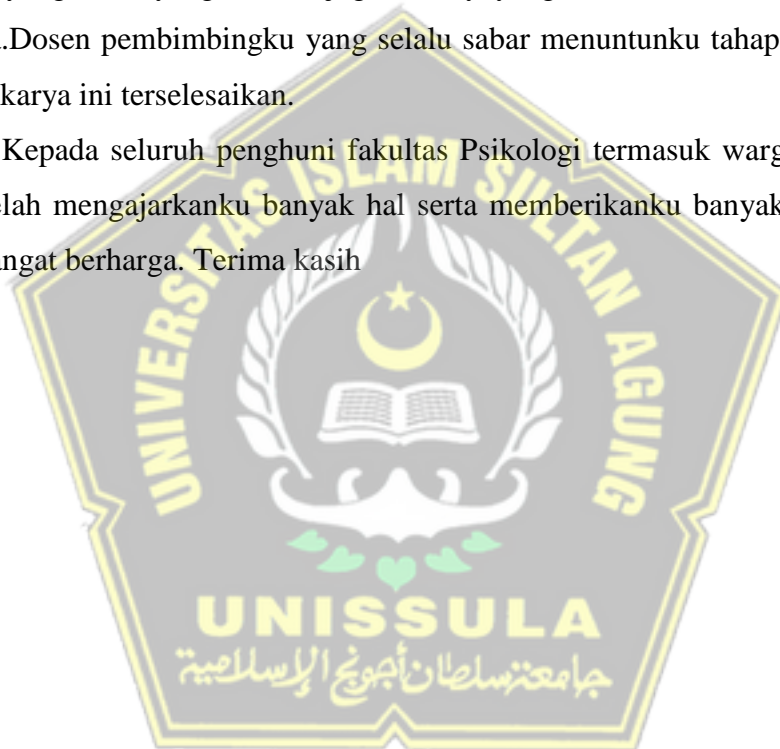 .Dosen pembimbingku yang selalu sabar menuntunku tahap
karya ini terselesaikan.
Kepada seluruh penghuni fakultas Psikologi termasuk warg
elah mengajarkanku banyak hal serta memberikanku banyak
angat berharga. Terima kasih
UNIVERSITAS ISLAM SULTAN AGUNG
UNISSULA
جامعة سلطان أجونج الإسلامية